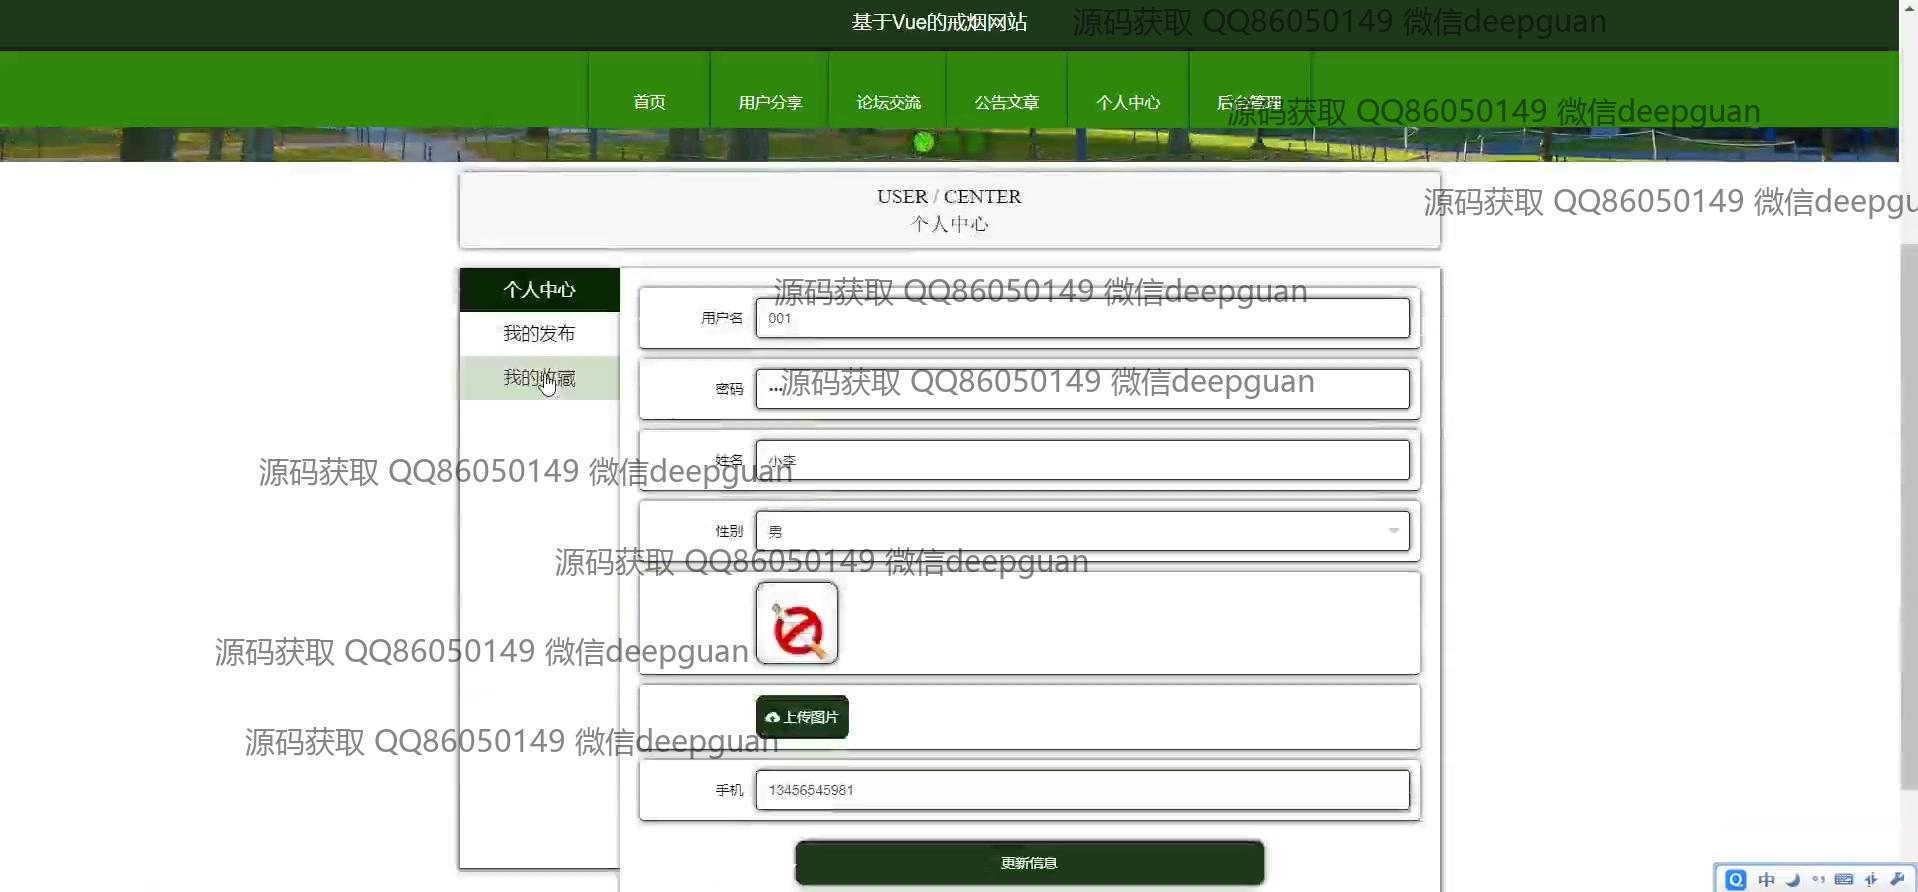 基于Vue的戒烟网站
源码获取 QQ86050149 微信deepguan
首页
用户分享
论坛交流
公告文章
个人中心
后台管理
源码获取 QQ86050149 微信deepguan
USER / CENTER
个人中心
源码获取 QQ86050149 微信deepgu
个人中心
我的发布
我的收藏
源码获取 QQ86050149 微信deepguan
用户名
001
密码
源码获取 QQ86050149 微信deepguan
姓名
小李
源码获取 QQ86050149 微信deepguan
性别
男
源码获取 QQ86050149 微信deepguan
源码获取 QQ86050149 微信deepguan
上传图片
源码获取 QQ86050149 微信deepguan
手机
13456545981
更新信息
中